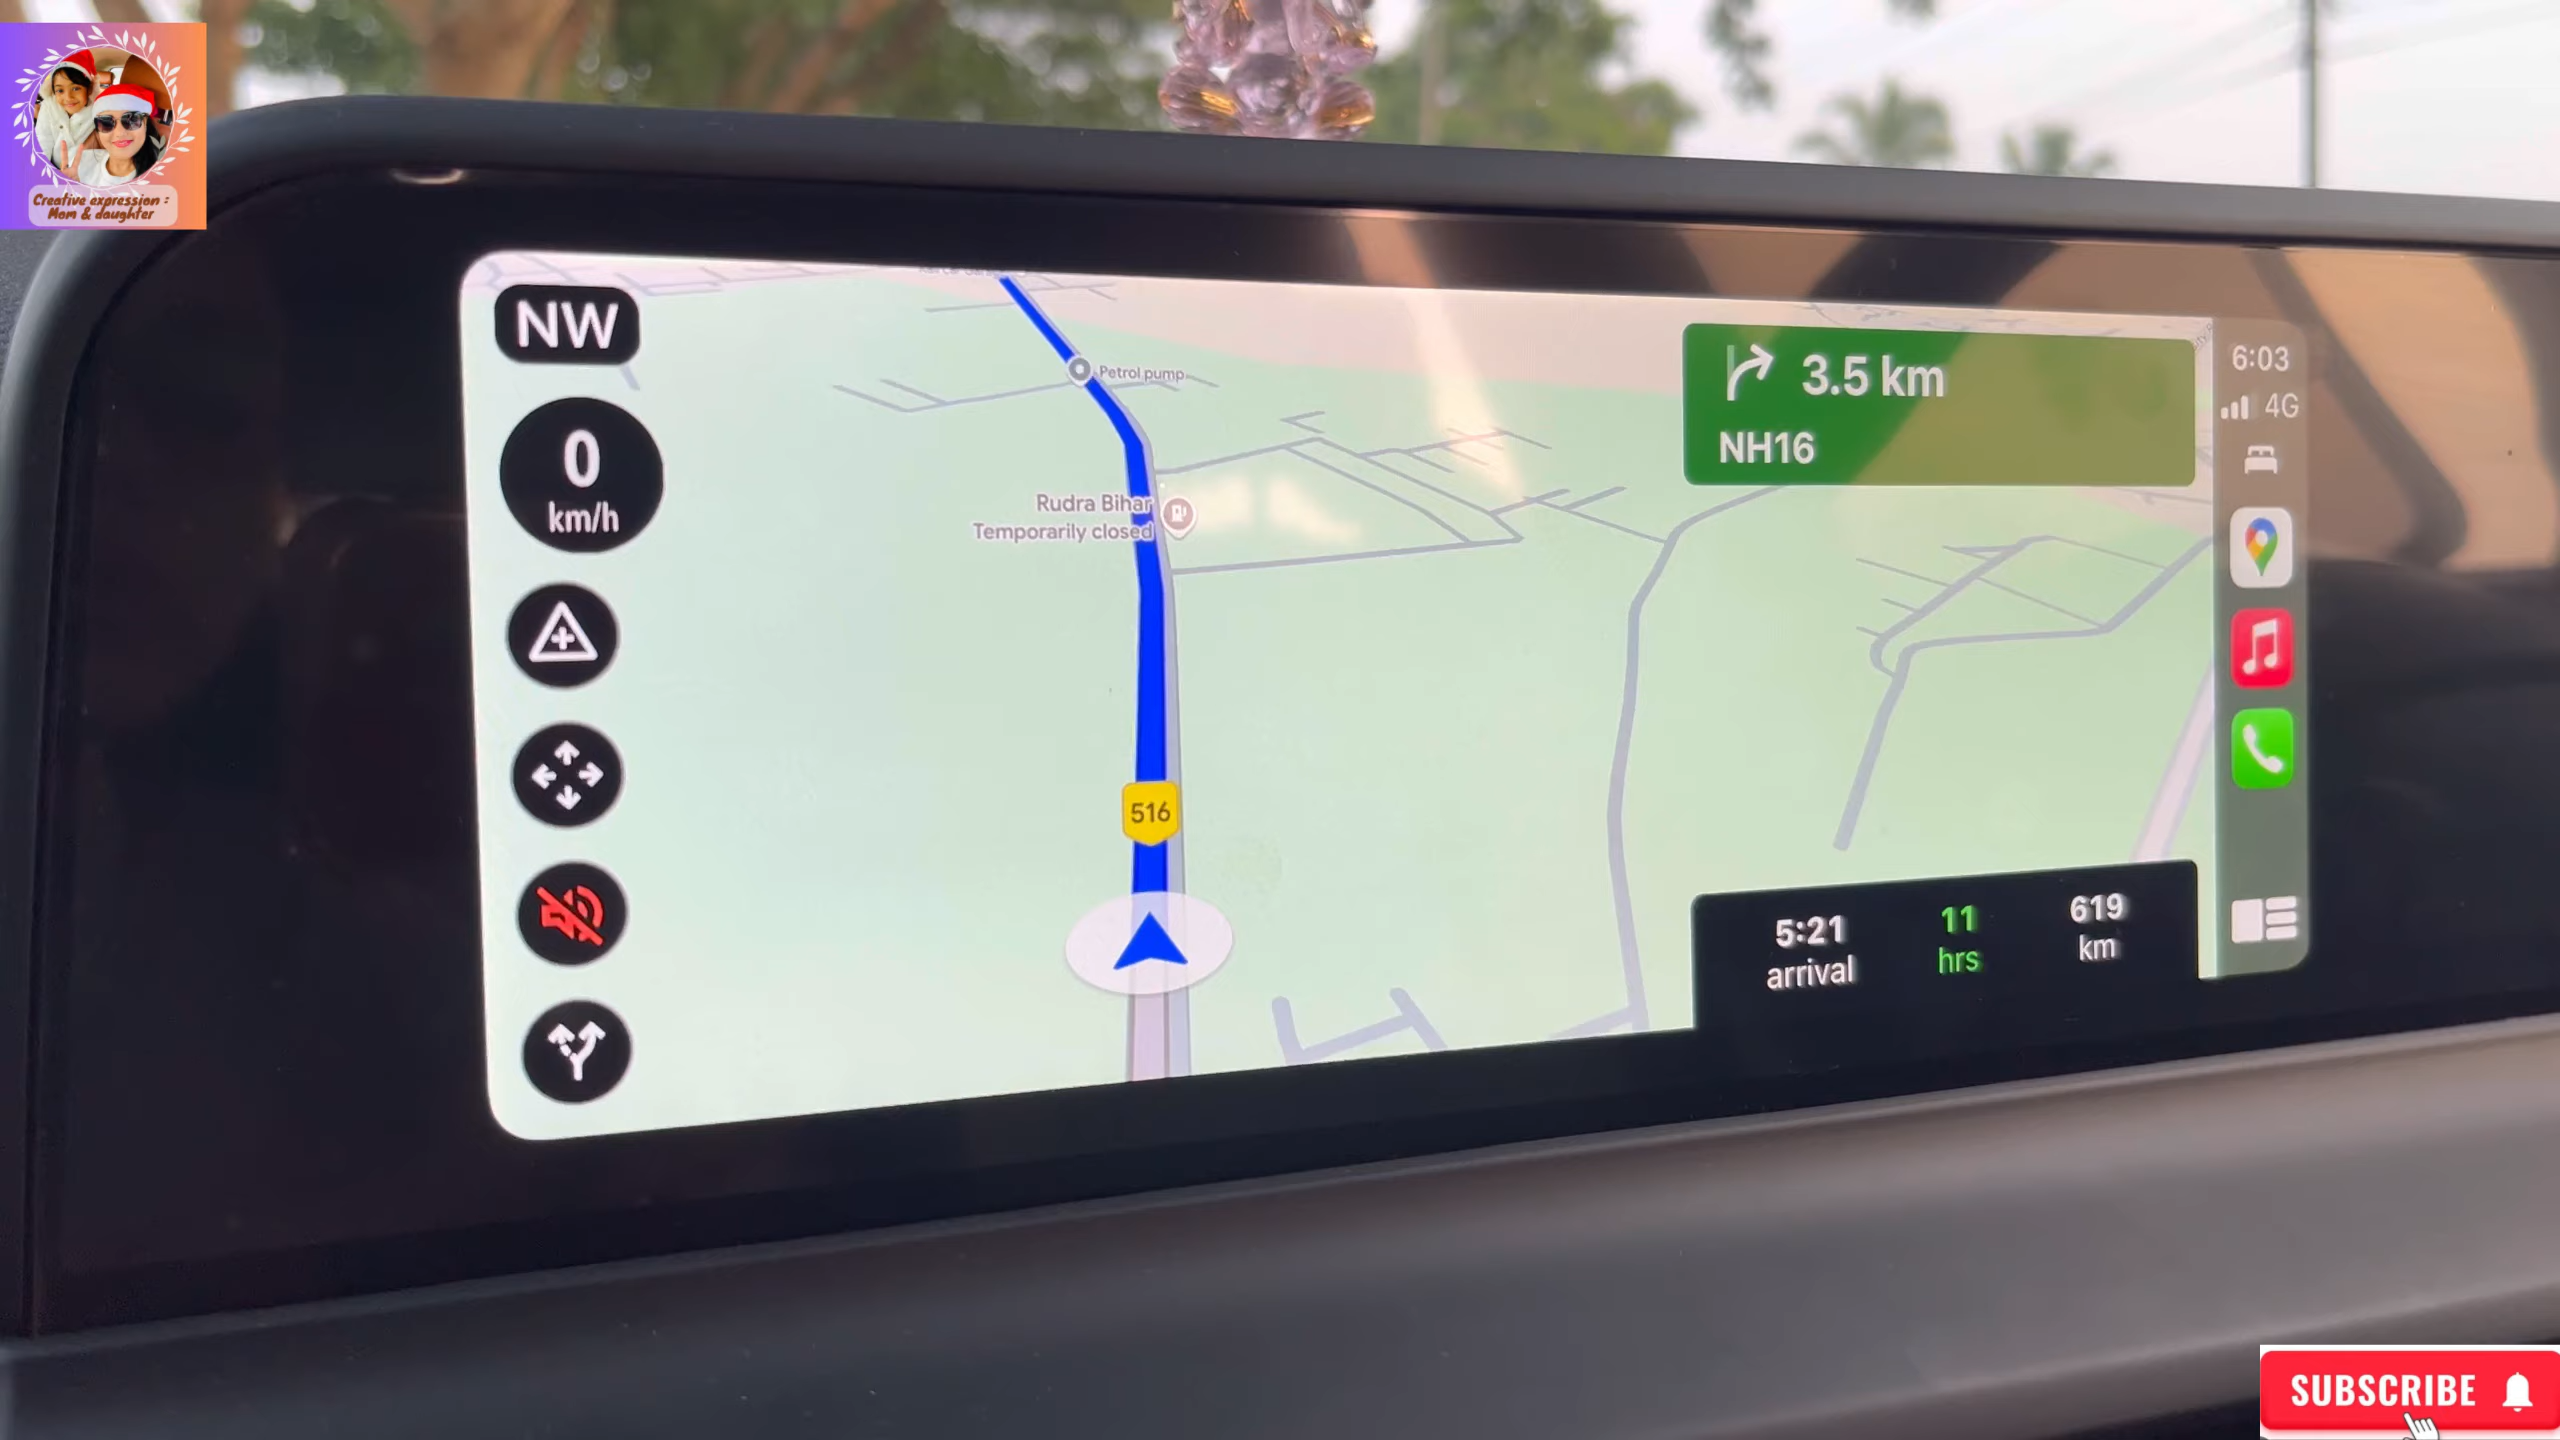 Creative expression :
Mom & daughter
NW
0
km/h
Petrol pump
Rudra Bihar
Temporarily closed
516
3.5 km
NH16
6:03
4G
5:21
arrival
11
hrs
619
km
SUBSCRIBE